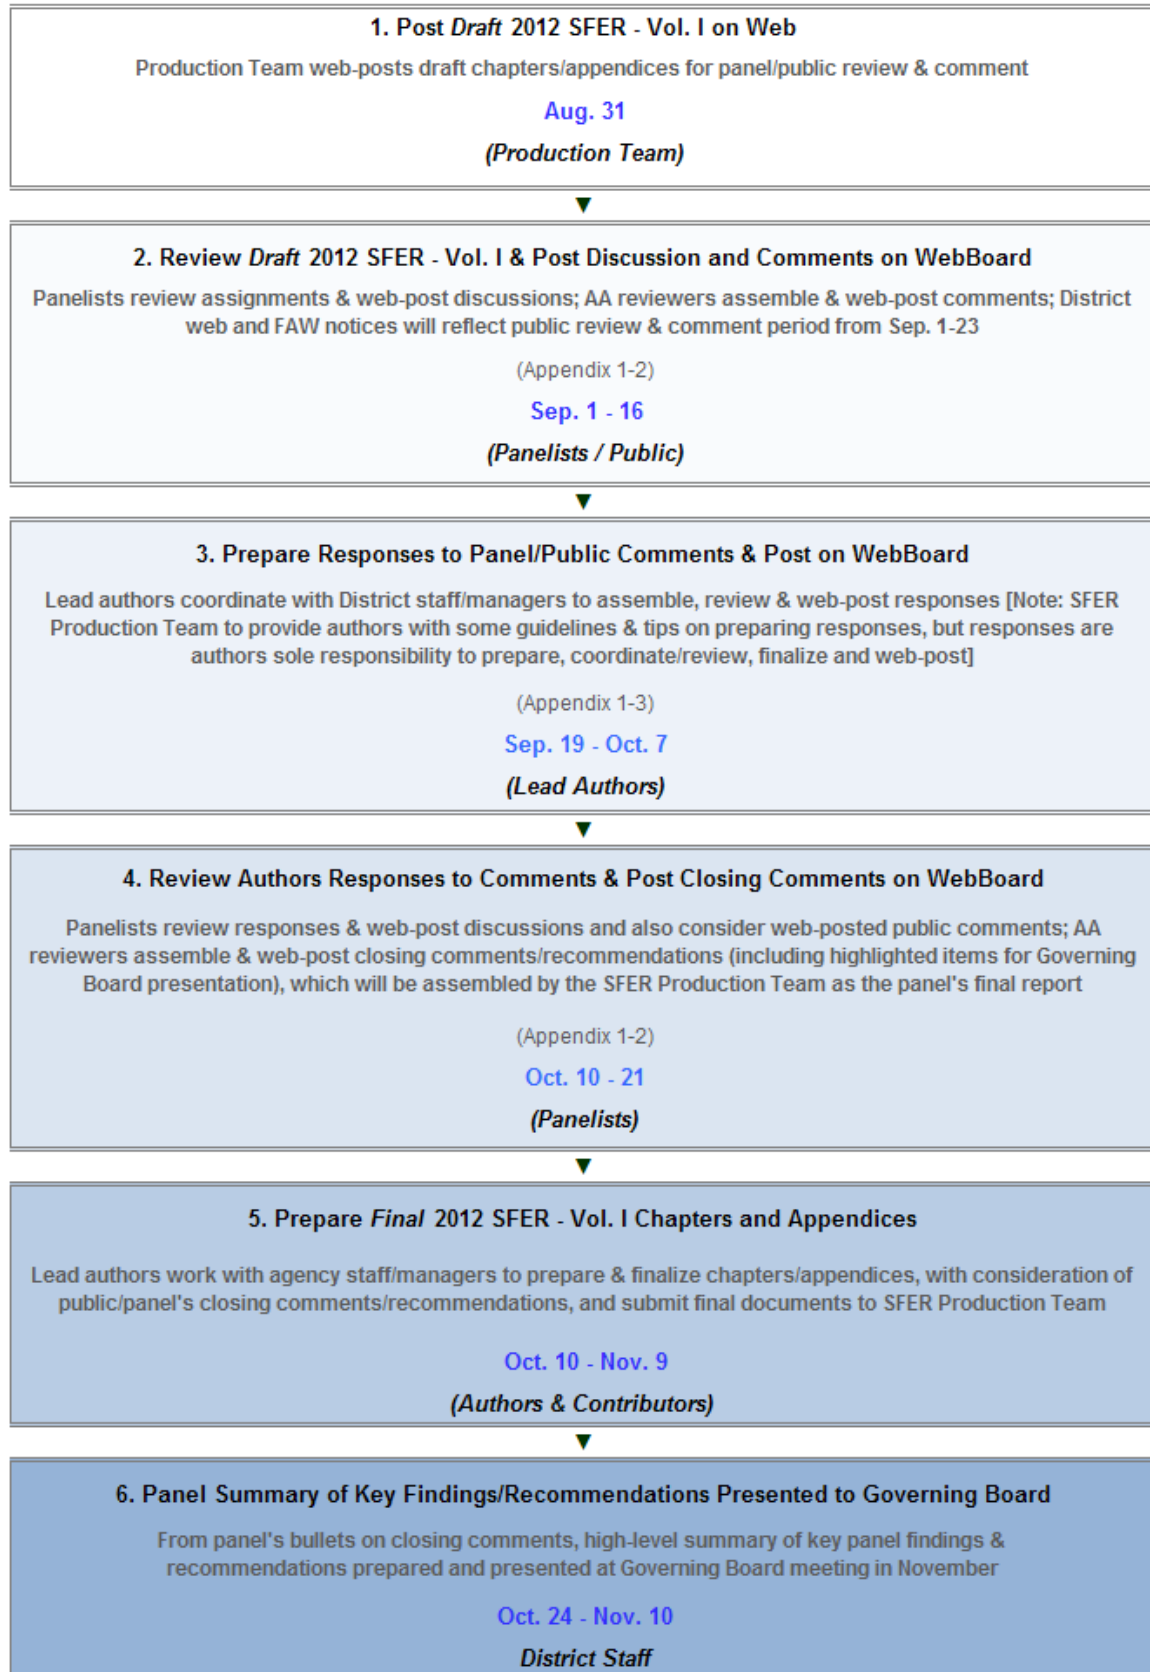 1. Post Draft 2012 SFER - Vol. I on Web
Production Team web-posts draft chapters/appendices for panel/public review & comment
Aug. 31
(Production Team)
▼
2. Review Draft 2012 SFER - Vol. I & Post Discussion and Comments on WebBoard
Panelists review assignments & web-post discussions; AA reviewers assemble & web-post comments; District
web and FAW notices will reflect public review & comment period from Sep. 1-23
(Appendix 1-2)
Sep. 1 - 16
(Panelists / Public)
▼
3. Prepare Responses to Panel/Public Comments & Post on WebBoard
Lead authors coordinate with District staff/managers to assemble, review & web-post responses [Note: SFER
Production Team to provide authors with some guidelines & tips on preparing responses, but responses are
authors sole responsibility to prepare, coordinate/review, finalize and web-post]
(Appendix 1-3)
Sep. 19 - Oct. 7
(Lead Authors)
▼
4. Review Authors Responses to Comments & Post Closing Comments on WebBoard
Panelists review responses & web-post discussions and also consider web-posted public comments; AA
reviewers assemble & web-post closing comments/recommendations (including highlighted items for Governing
Board presentation), which will be assembled by the SFER Production Team as the panel's final report
(Appendix 1-2)
Oct. 10 - 21
(Panelists)
▼
5. Prepare Final 2012 SFER - Vol. I Chapters and Appendices
Lead authors work with agency staff/managers to prepare & finalize chapters/appendices, with consideration of
public/panel's closing comments/recommendations, and submit final documents to SFER Production Team
Oct. 10 - Nov. 9
(Authors & Contributors)
▼
6. Panel Summary of Key Findings/Recommendations Presented to Governing Board
From panel's bullets on closing comments, high-level summary of key panel findings &
recommendations prepared and presented at Governing Board meeting in November
Oct. 24 - Nov. 10
District Staff